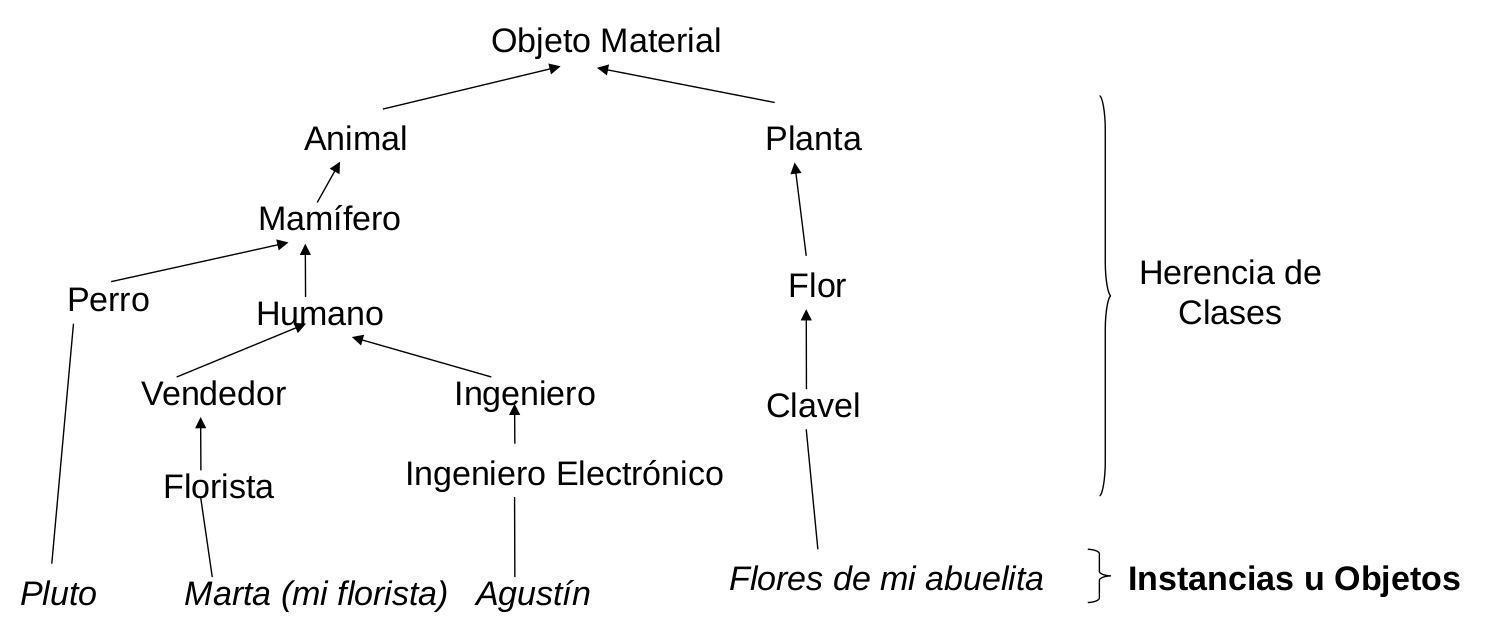 Objeto Material
Animal
Planta
Mamífero
Perro
Humano
Flor
Herencia de
Clases
Vendedor
Ingeniero
Clavel
Florista
Ingeniero Electrónico
Pluto
Marta (mi florista)
Agustín
Flores de mi abuelita
Instancias u Objetos